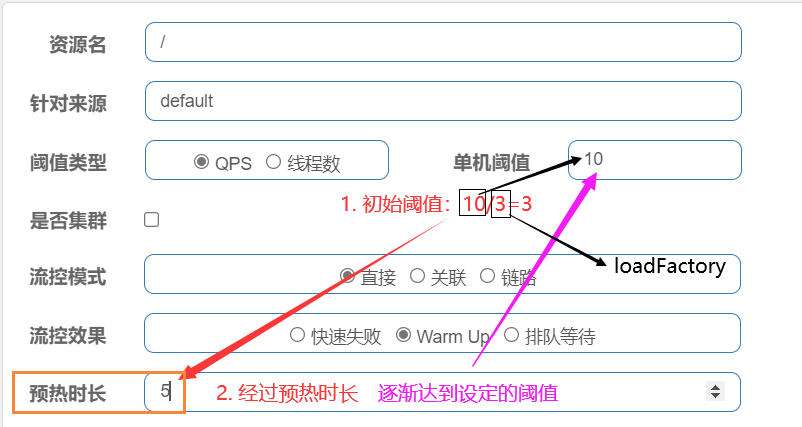 资源名 /
针对来源 default
阈值类型 QPS 线程数 单机阈值 10
1. 初始阈值：10/3=3
是否集群
loadFactory
流控模式 直接 关联 链路
流控效果 快速失败 Warm Up 排队等待
预热时长 5 2. 经过预热时长 逐渐达到设定的阈值